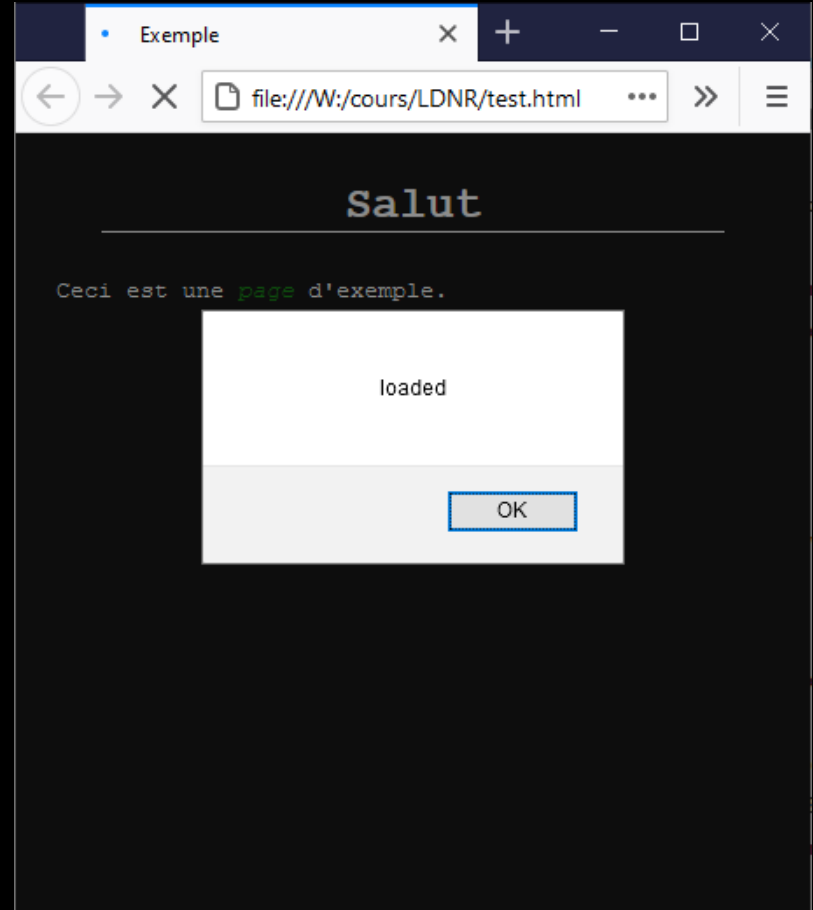 Exemple
file:///W:/cours/LDNR/test.html
Salut
Ceci est une page d'exemple.
loaded
OK